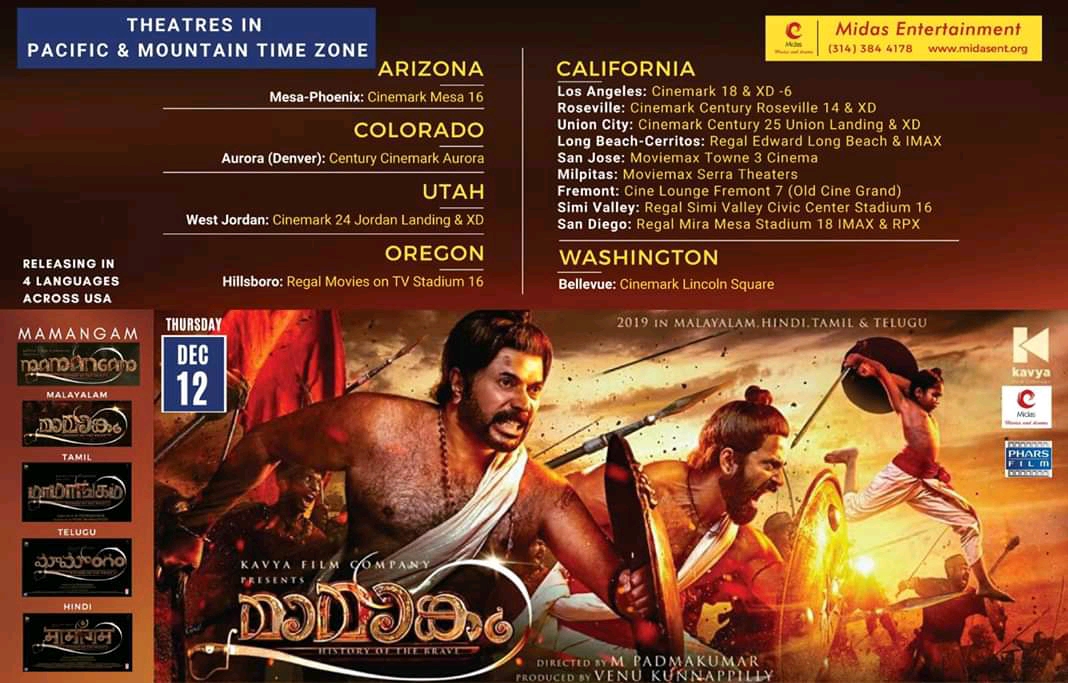 THEATRES IN
PACIFIC & MOUNTAIN TIME ZONE
Midas
Midas Entertainment
(314) 384 4178 www.midasent.org
ARIZONA
Mesa-Phoenix: Cinemark Mesa 16
COLORADO
Aurora (Denver): Century Cinemark Aurora
UTAH
West Jordan: Cinemark 24 Jordan Landing & XD
OREGON
Hillsboro: Regal Movies on TV Stadium 16
CALIFORNIA
Los Angeles: Cinemark 18 & XD -6
Roseville: Cinemark Century Roseville 14 & XD
Union City: Cinemark Century 25 Union Landing & XD
Long Beach-Cerritos: Regal Edward Long Beach & IMAX
San Jose: Moviemax Towne 3 Cinema
Milpitas: Moviemax Serra Theaters
Fremont: Cine Lounge Fremont 7 (Old Cine Grand)
Simi Valley: Regal Simi Valley Civic Center Stadium 16
San Diego: Regal Mira Mesa Stadium 18 IMAX & RPX
WASHINGTON
Bellevue: Cinemark Lincoln Square
RELEASING IN
4 LANGUAGES
ACROSS USA
MAMANGAM
MALAYALAM
മാമാങ്കം
TAMIL
TELUGU
HINDI
THURSDAY
DEC
12
2019 IN MALAYALAM, HINDI, TAMIL & TELUGU
kavya
Midas
PHARS
FILM
KAVYA FILM COMPANY
PRESENTS
മാമാങ്കം
HISTORY OF THE BRAVE
DIRECTED BY M PADMAKUMAR
PRODUCED BY VENU KUNNAPPILLY